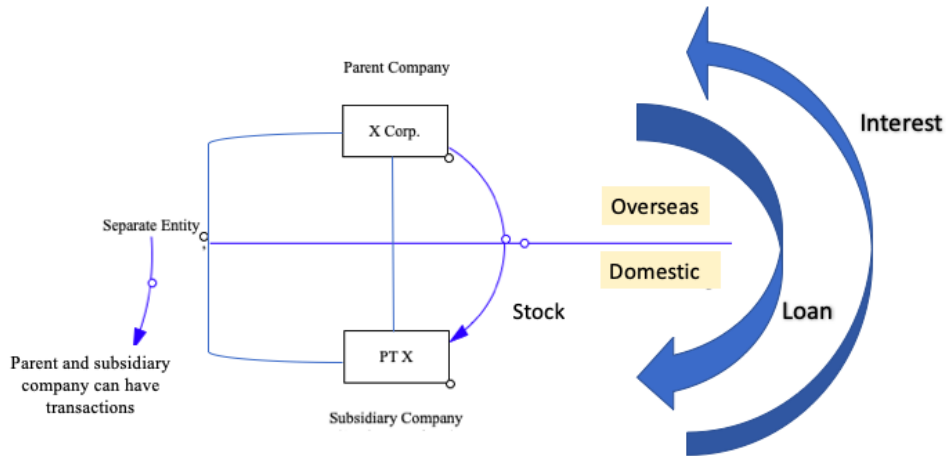 Parent Company
X Corp.
Interest
Overseas
Separate Entity
Domestic
Stock
Loan
PT X
Parent and subsidiary
company can have
transactions
Subsidiary Company